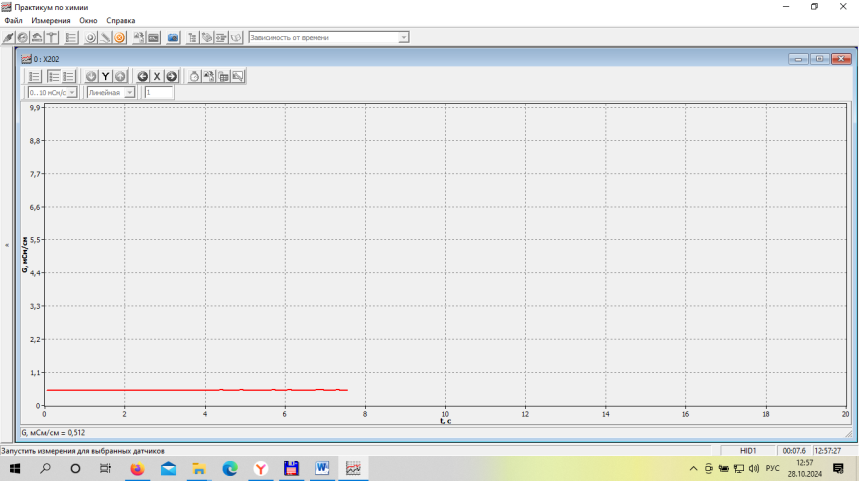 Практикум по химии
Файл Измерения Окно Справка
Зависимость от времени
0 : X202
Y X
0..10 мСм/с Линейная 1
9,9
8,8
7,7
6,6
5,5
4,4
3,3
2,2
1,1
0
G, мСм/см
0 2 4 6 8 10 12 14 16 18 20
t, с
G, мСм/см = 0,512
Запустить измерения для выбранных датчиков HID1 00:07.6 12:57:27
РУС 12:57
28.10.2024